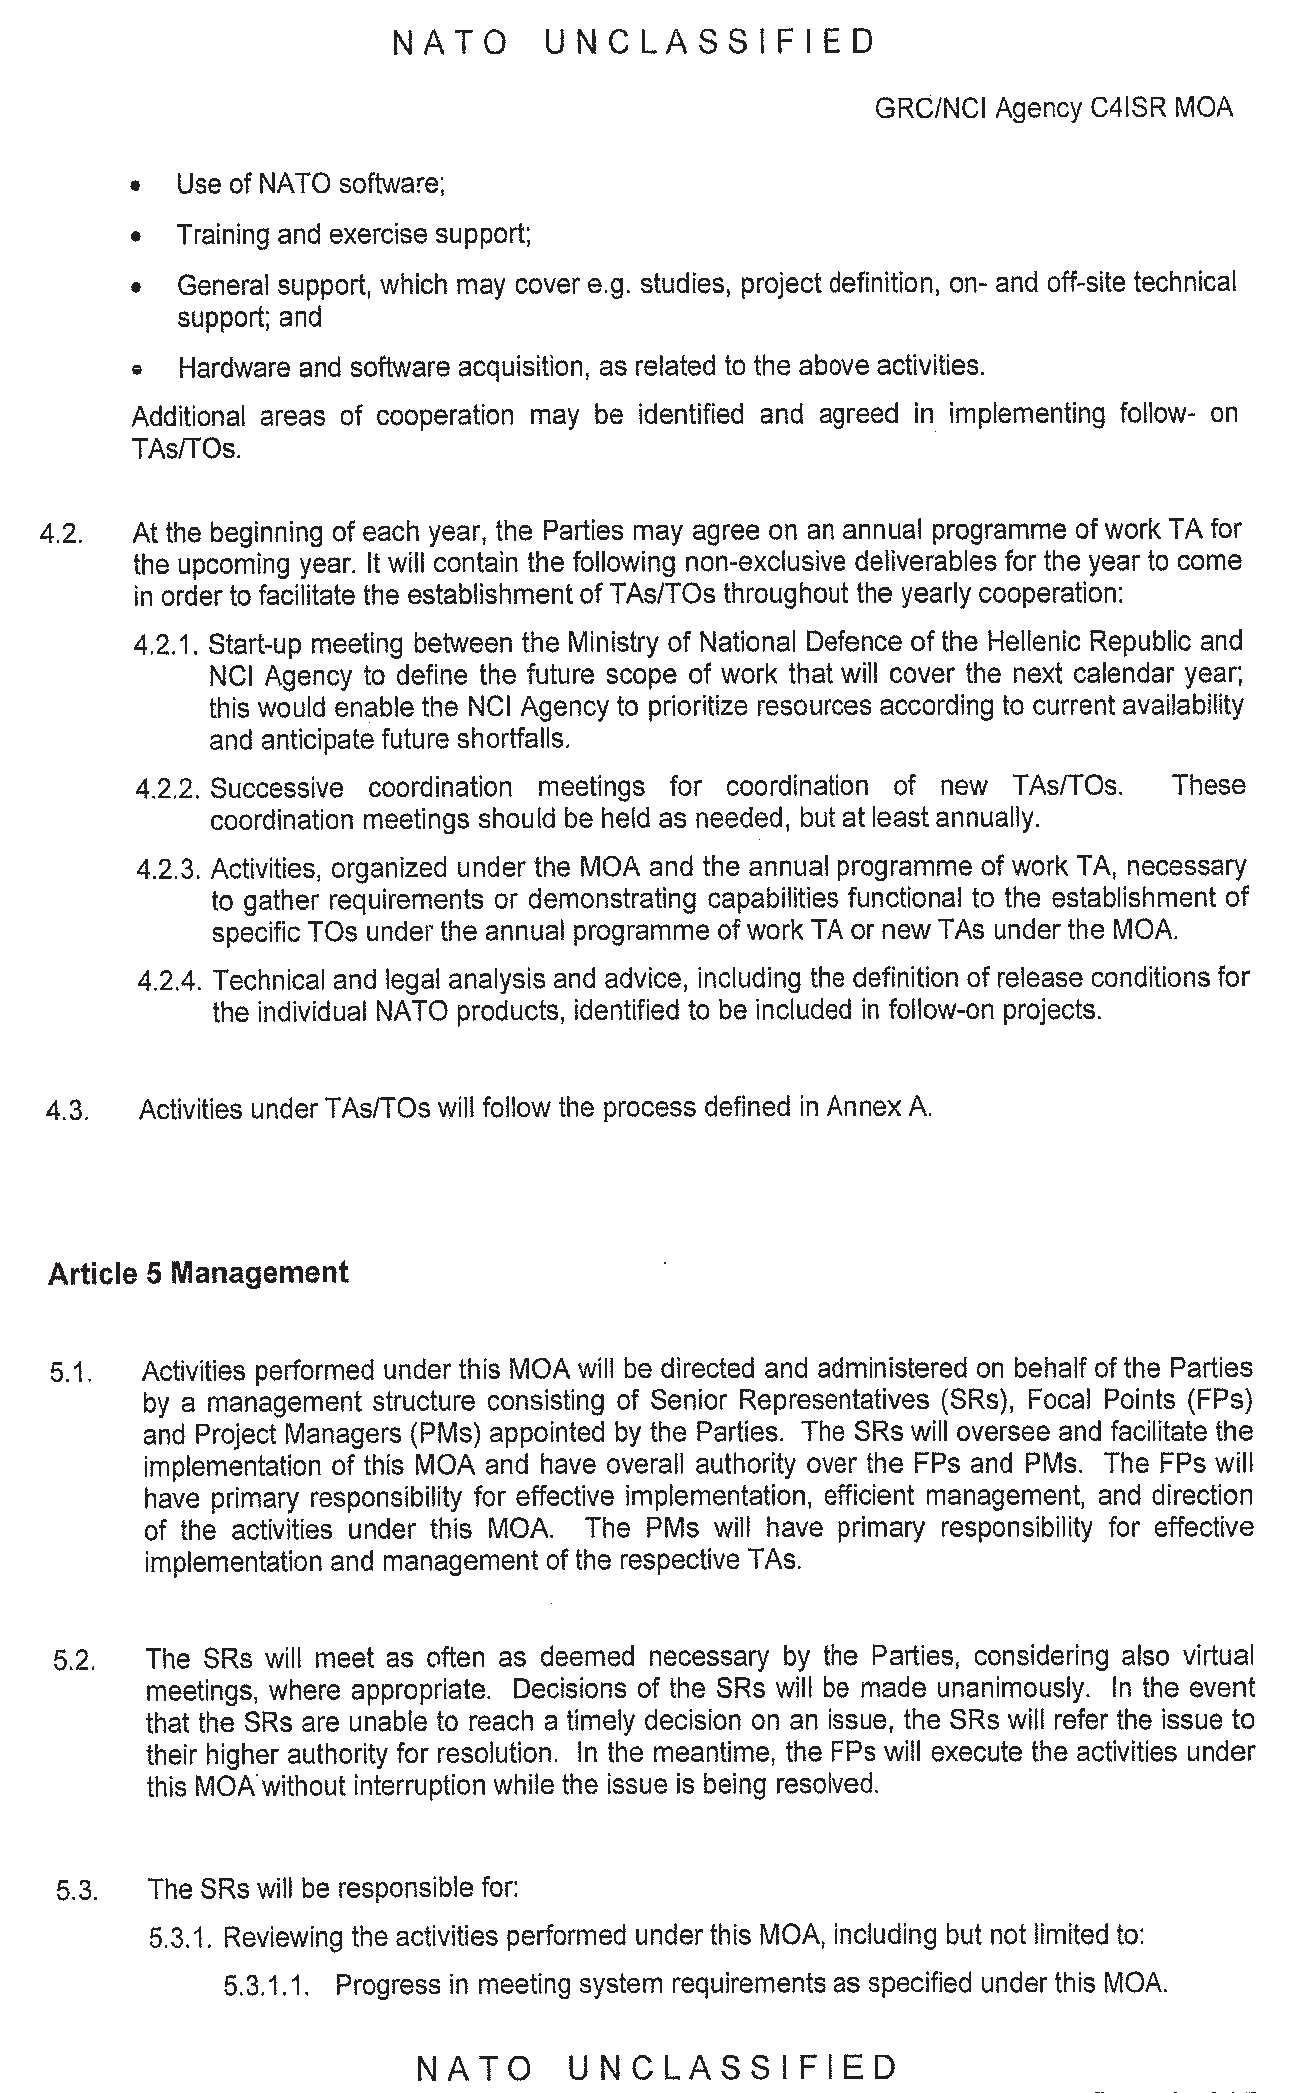 NATO UNCLASSIFIED
GRC/NCI Agency C4ISR MOA
• Use of NATO software;
• Training and exercise support;
• General support, which may cover e.g. studies, project definition, on- and off-site technical
support; and
• Hardware and software acquisition, as related to the above activities.
Additional areas of cooperation may be identified and agreed in implementing follow- on
TAs/TOs.
4.2. At the beginning of each year, the Parties may agree on an annual programme of work TA for
the upcoming year. It will contain the following non-exclusive deliverables for the year to come
in order to facilitate the establishment of TAs/TOs throughout the yearly cooperation:
4.2.1. Start-up meeting between the Ministry of National Defence of the Hellenic Republic and
NCI Agency to define the future scope of work that will cover the next calendar year;
this would enable the NCI Agency to prioritize resources according to current availability
and anticipate future shortfalls.
4.2.2. Successive coordination meetings for coordination of new TAs/TOs. These
coordination meetings should be held as needed, but at least annually.
4.2.3. Activities, organized under the MOA and the annual programme of work TA, necessary
to gather requirements or demonstrating capabilities functional to the establishment of
specific TOs under the annual programme of work TA or new TAs under the MOA.
4.2.4. Technical and legal analysis and advice, including the definition of release conditions for
the individual NATO products, identified to be included in follow-on projects.
4.3. Activities under TAs/TOs will follow the process defined in Annex A.
Article 5 Management
5.1. Activities performed under this MOA will be directed and administered on behalf of the Parties
by a management structure consisting of Senior Representatives (SRs), Focal Points (FPs)
and Project Managers (PMs) appointed by the Parties. The SRs will oversee and facilitate the
implementation of this MOA and have overall authority over the FPs and PMs. The FPs will
have primary responsibility for effective implementation, efficient management, and direction
of the activities under this MOA. The PMs will have primary responsibility for effective
implementation and management of the respective TAs.
5.2. The SRs will meet as often as deemed necessary by the Parties, considering also virtual
meetings, where appropriate. Decisions of the SRs will be made unanimously. In the event
that the SRs are unable to reach a timely decision on an issue, the SRs will refer the issue to
their higher authority for resolution. In the meantime, the FPs will execute the activities under
this MOA without interruption while the issue is being resolved.
5.3. The SRs will be responsible for:
5.3.1. Reviewing the activities performed under this MOA, including but not limited to:
5.3.1.1. Progress in meeting system requirements as specified under this MOA.
NATO UNCLASSIFIED